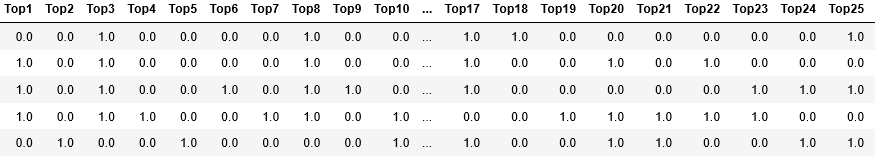 Top1 Top2 Top3 Top4 Top5 Top6 Top7 Top8 Top9 Top10 ... Top17 Top18 Top19 Top20 Top21 Top22 Top23 Top24 Top25
0.0 0.0 1.0 0.0 0.0 0.0 0.0 1.0 0.0 0.0 ... 1.0 1.0 0.0 0.0 0.0 0.0 0.0 0.0 1.0
1.0 0.0 1.0 0.0 0.0 0.0 0.0 1.0 0.0 0.0 ... 1.0 0.0 0.0 1.0 0.0 1.0 0.0 0.0 0.0
1.0 0.0 1.0 0.0 0.0 1.0 0.0 1.0 1.0 0.0 ... 1.0 0.0 0.0 0.0 0.0 0.0 1.0 1.0 1.0
1.0 0.0 1.0 1.0 0.0 0.0 1.0 1.0 0.0 1.0 ... 0.0 0.0 1.0 1.0 1.0 1.0 1.0 0.0 0.0
0.0 1.0 0.0 0.0 1.0 0.0 0.0 0.0 0.0 1.0 ... 1.0 0.0 0.0 1.0 1.0 0.0 0.0 1.0 1.0